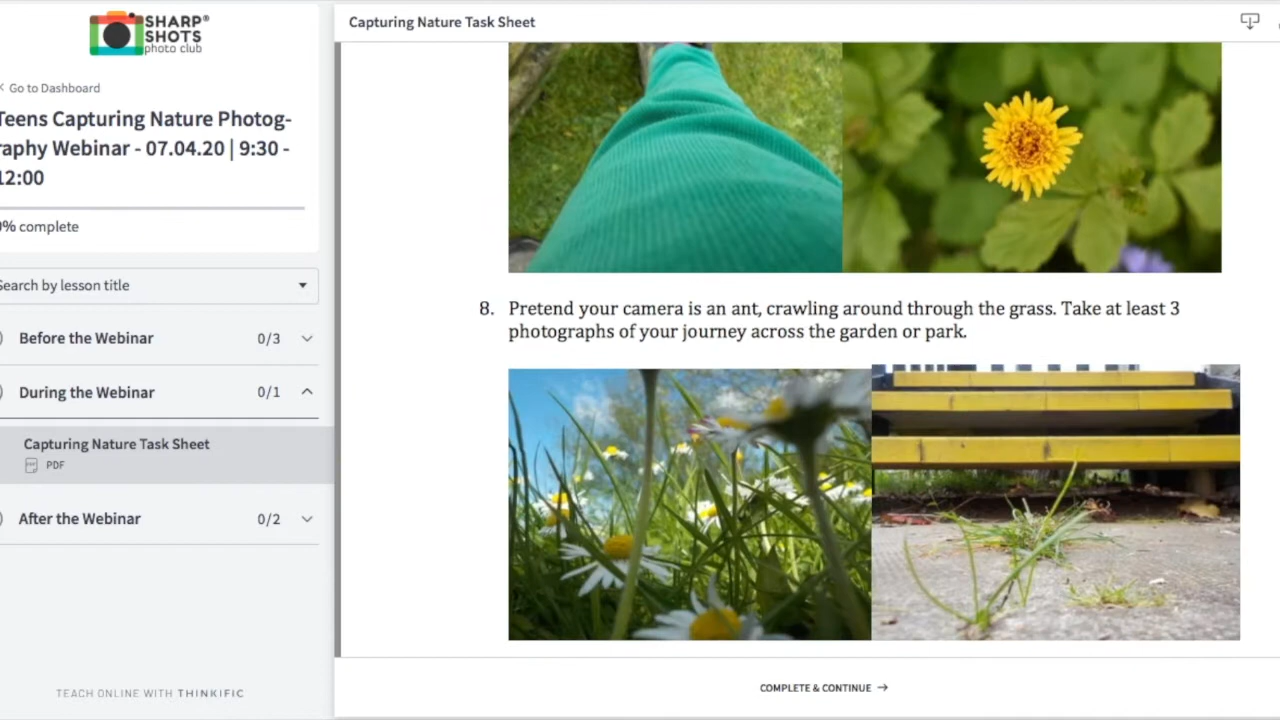 SHARP®
SHOTS
photo club
Go to Dashboard
Teens Capturing Nature Photog-
raphy Webinar - 07.04.20 | 9:30 -
12:00
0% complete
Search by lesson title
Before the Webinar 0/3
During the Webinar 0/1
Capturing Nature Task Sheet
PDF
After the Webinar 0/2
TEACH ONLINE WITH THINKIFIC
Capturing Nature Task Sheet
8. Pretend your camera is an ant, crawling around through the grass. Take at least 3
photographs of your journey across the garden or park.
COMPLETE & CONTINUE →